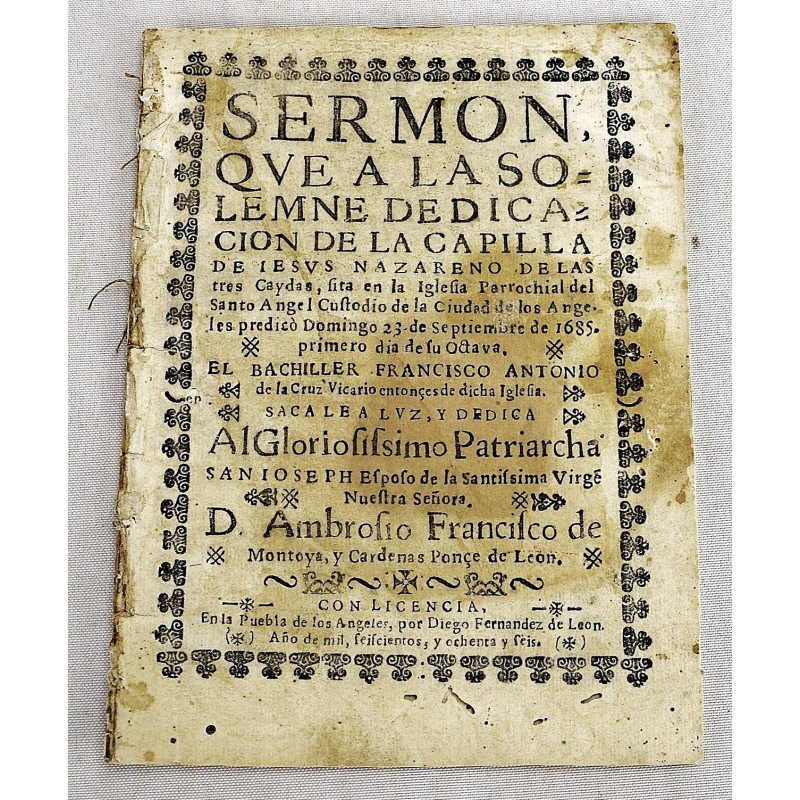 SERMON,
QVE A LA SO=
LEMNE DEDICA=
CION DE LA CAPILLA
DE IESVS NAZARENO DE LAS
tres Caydas, sita en la Iglesia Parrochial del
Santo Angel Custodio de la Ciudad de los Ange-
les predicò Domingo 23. de Septiembre de 1685.
primero dia de su Octava.
EL BACHILLER FRANCISCO ANTONIO
de la Cruz Vicario entonçes de dicha Iglesia.
SACALE A LVZ, Y DEDICA
Al Gloriosissimo Patriarcha
SAN IOSEPH Esposo de la Santissima Virgẽ
Nuestra Señora.
D. Ambrosio Francisco de
Montoya, y Cardenas Ponçe de Leon.
CON LICENCIA,
En la Puebla de los Angeles, por Diego Fernandez de Leon.
Año de mil, seiscientos, y ochenta y seis.